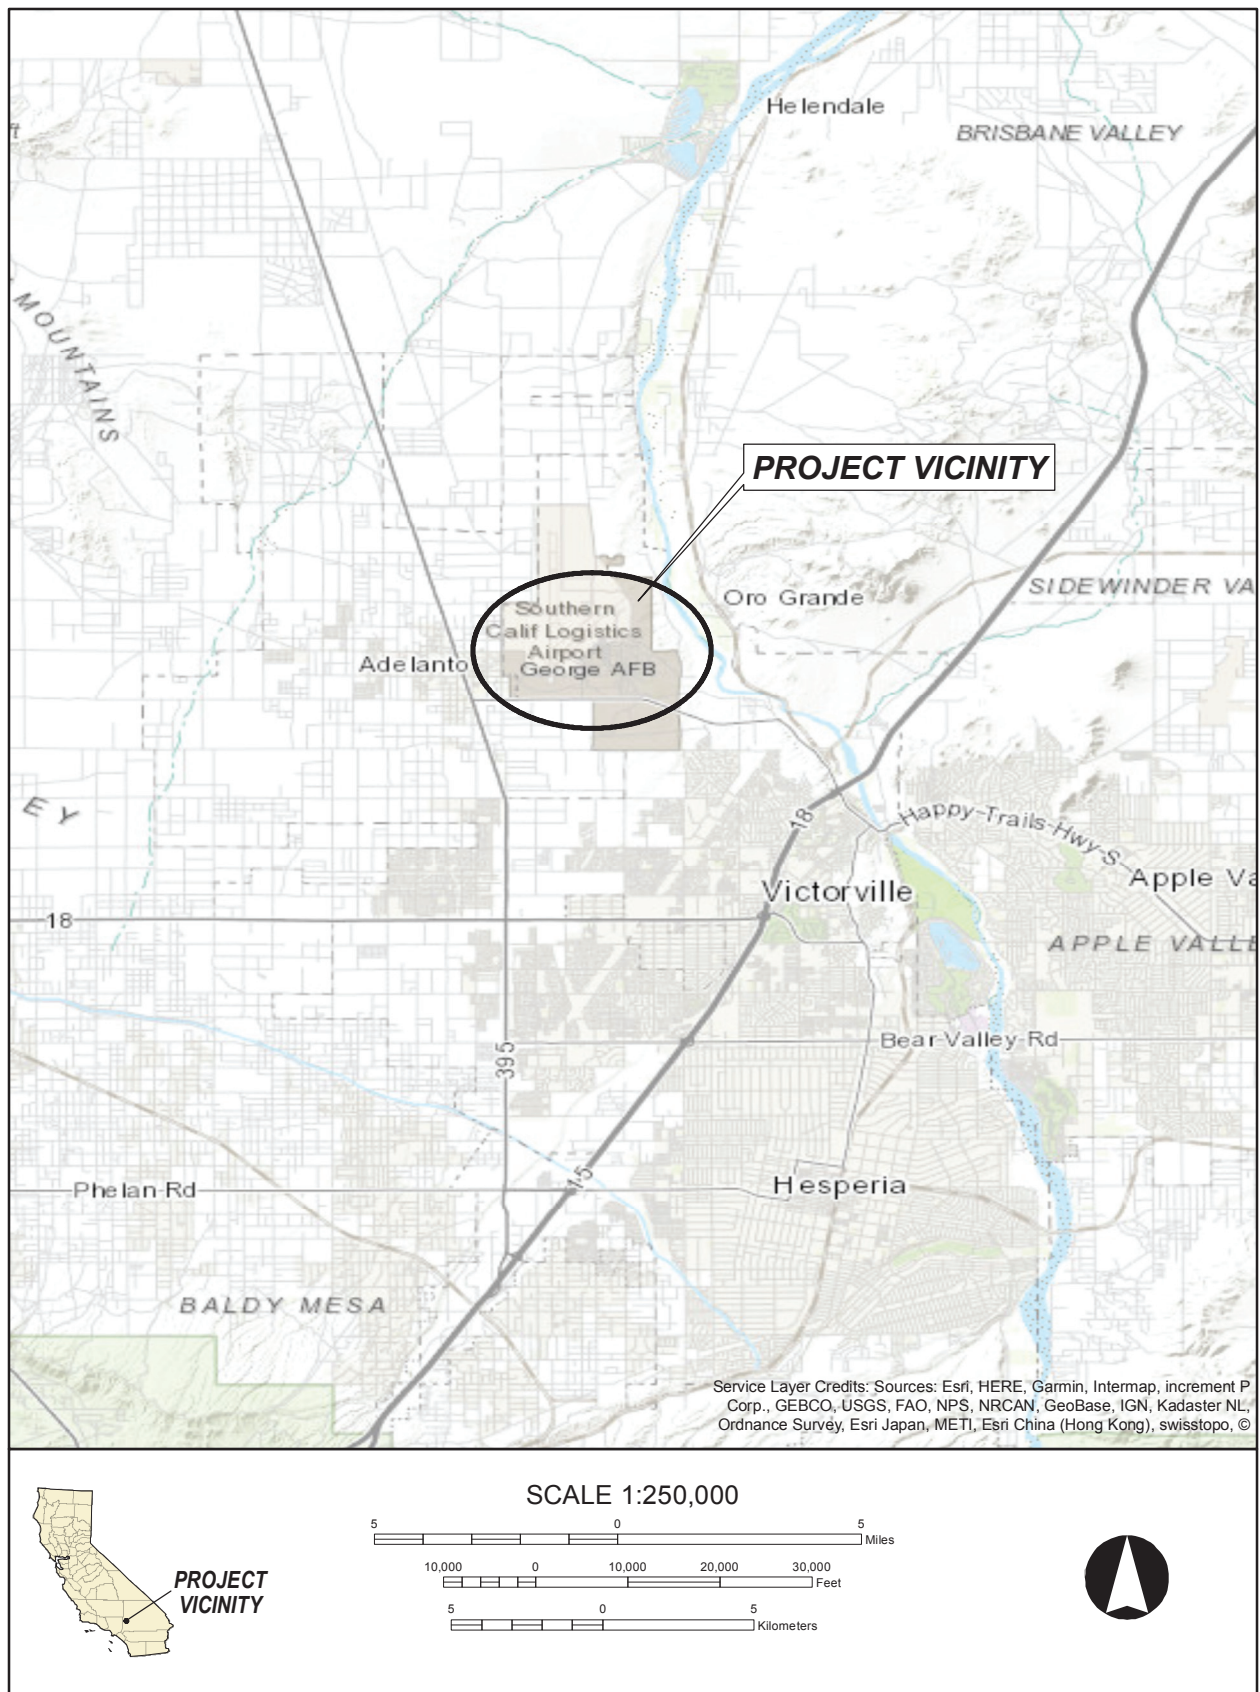 Helendale
BRISBANE VALLEY
ft
MOUNTAINS
PROJECT VICINITY
SIDEWINDER VA
Oro Grande
Southern
Calif Logistics
Airport
George AFB
Adelanto
E Y
18
Happy-Trails-Hwy-S
Victorville
Apple Va
18
APPLE VALLE
395
Bear Valley Rd
15
Phelan Rd
Hesperia
BALDY MESA
Service Layer Credits: Sources: Esri, HERE, Garmin, Intermap, increment P
Corp., GEBCO, USGS, FAO, NPS, NRCAN, GeoBase, IGN, Kadaster NL,
Ordnance Survey, Esri Japan, METI, Esri China (Hong Kong), swisstopo, ©
SCALE 1:250,000
5 0 5
Miles
10,000 0 10,000 20,000 30,000
Feet
5 0 5
Kilometers
PROJECT
VICINITY